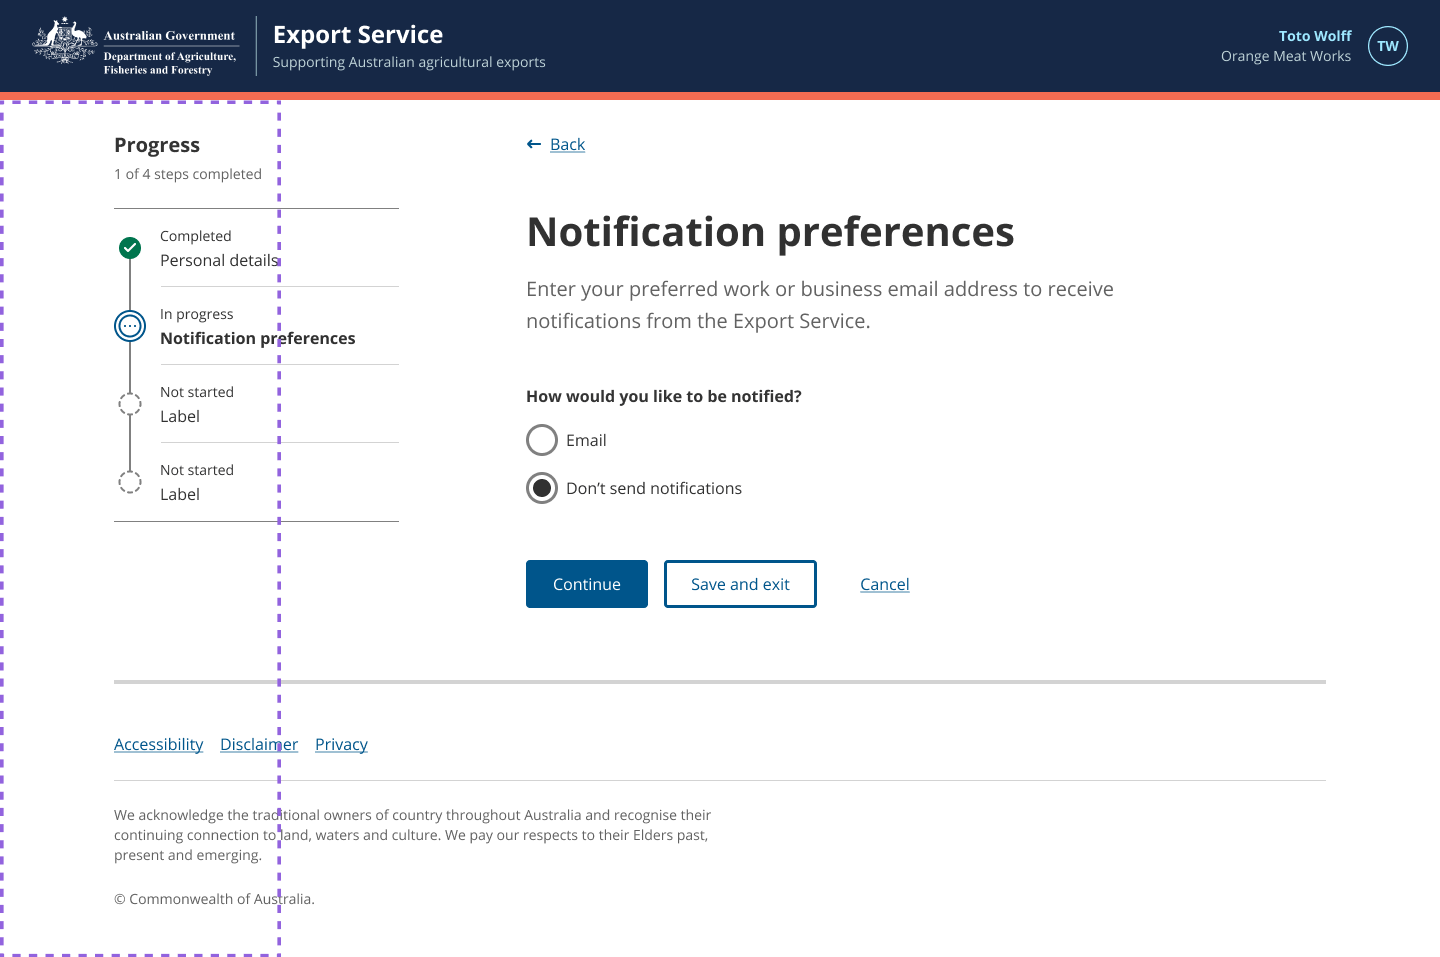 Australian Government
Department of Agriculture,
Fisheries and Forestry
Export Service
Supporting Australian agricultural exports
Toto Wolff
Orange Meat Works
TW
Progress
1 of 4 steps completed
Completed
Personal details
In progress
Notification preferences
Not started
Label
Not started
Label
Back
Notification preferences
Enter your preferred work or business email address to receive
notifications from the Export Service.
How would you like to be notified?
Email
Don’t send notifications
Continue
Save and exit
Cancel
Accessibility
Disclaimer
Privacy
We acknowledge the traditional owners of country throughout Australia and recognise their
continuing connection to land, waters and culture. We pay our respects to their Elders past,
present and emerging.
© Commonwealth of Australia.